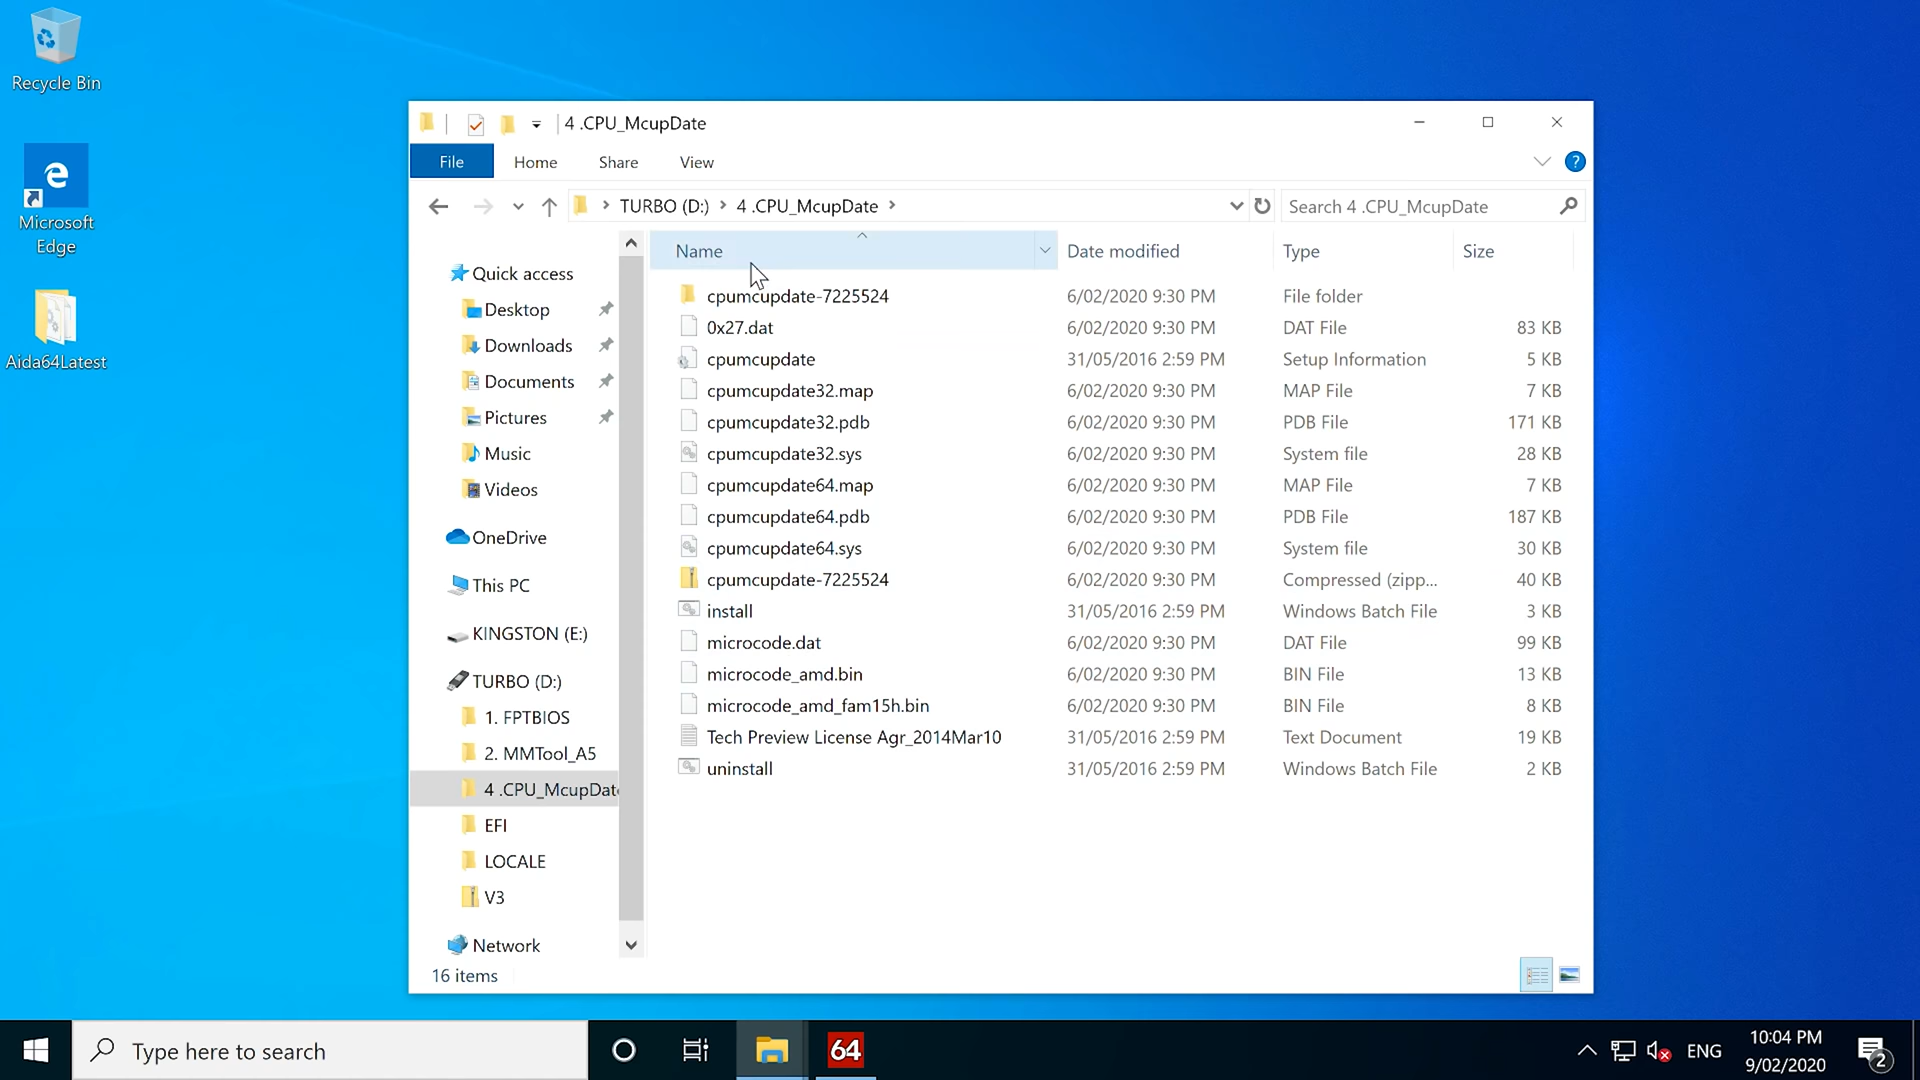 Recycle Bin
Microsoft
Edge
Aida64Latest
4 .CPU_McupDate
File Home Share View
TURBO (D:) 4 .CPU_McupDate
Search 4 .CPU_McupDate
Quick access
Desktop
Downloads
Documents
Pictures
Music
Videos
OneDrive
This PC
KINGSTON (E:)
TURBO (D:)
1. FPTBIOS
2. MMTool_A5
4 .CPU_McupDate
EFI
LOCALE
V3
Network
Name Date modified Type Size
cpumcupdate-7225524 6/02/2020 9:30 PM File folder
0x27.dat 6/02/2020 9:30 PM DAT File 83 KB
cpumcupdate 31/05/2016 2:59 PM Setup Information 5 KB
cpumcupdate32.map 6/02/2020 9:30 PM MAP File 7 KB
cpumcupdate32.pdb 6/02/2020 9:30 PM PDB File 171 KB
cpumcupdate32.sys 6/02/2020 9:30 PM System file 28 KB
cpumcupdate64.map 6/02/2020 9:30 PM MAP File 7 KB
cpumcupdate64.pdb 6/02/2020 9:30 PM PDB File 187 KB
cpumcupdate64.sys 6/02/2020 9:30 PM System file 30 KB
cpumcupdate-7225524 6/02/2020 9:30 PM Compressed (zipp... 40 KB
install 31/05/2016 2:59 PM Windows Batch File 3 KB
microcode.dat 6/02/2020 9:30 PM DAT File 99 KB
microcode_amd.bin 6/02/2020 9:30 PM BIN File 13 KB
microcode_amd_fam15h.bin 6/02/2020 9:30 PM BIN File 8 KB
Tech Preview License Agr_2014Mar10 31/05/2016 2:59 PM Text Document 19 KB
uninstall 31/05/2016 2:59 PM Windows Batch File 2 KB
16 items
Type here to search
64
ENG
10:04 PM
9/02/2020
2